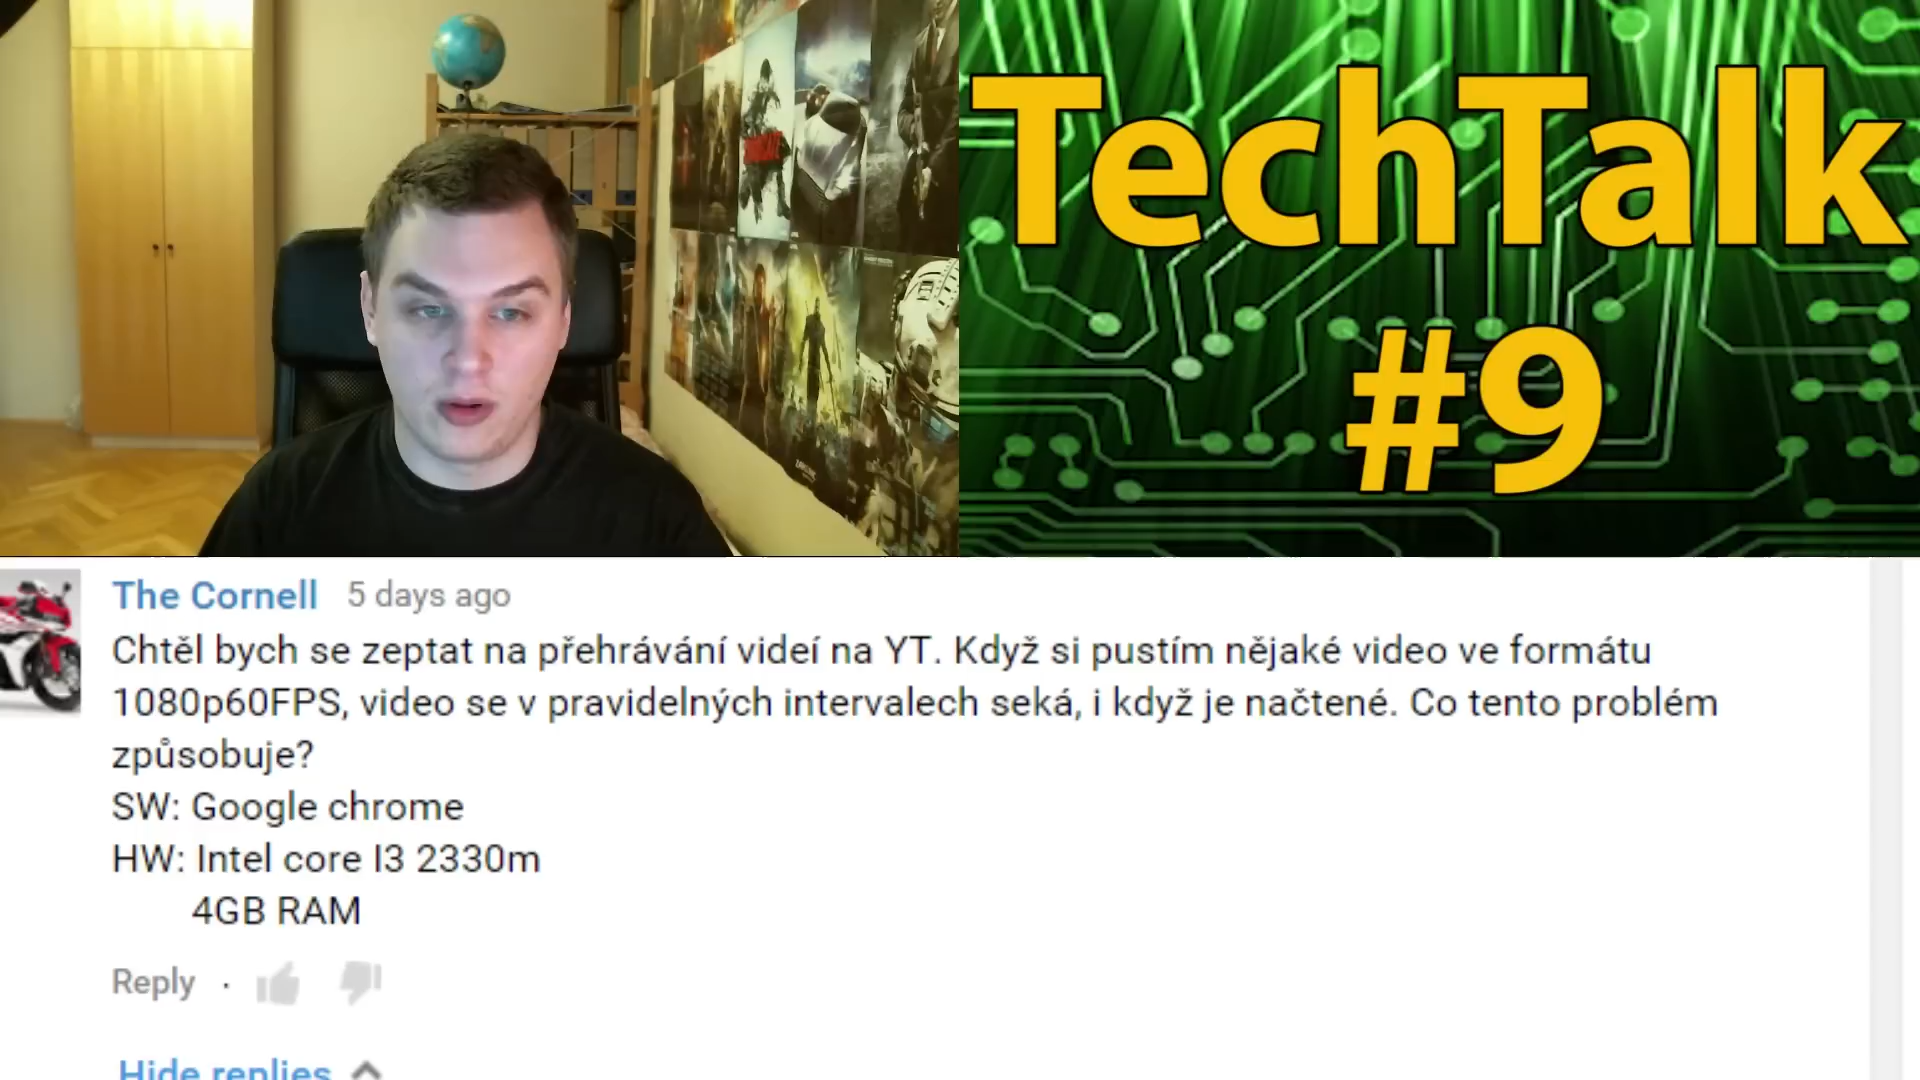 TechTalk
#9
The Cornell 5 days ago
Chtěl bych se zeptat na přehrávání videí na YT. Když si pustím nějaké video ve formátu
1080p60FPS, video se v pravidelných intervalech seká, i když je načtené. Co tento problém
způsobuje?
SW: Google chrome
HW: Intel core I3 2330m
4GB RAM
Reply ·
Hide replies